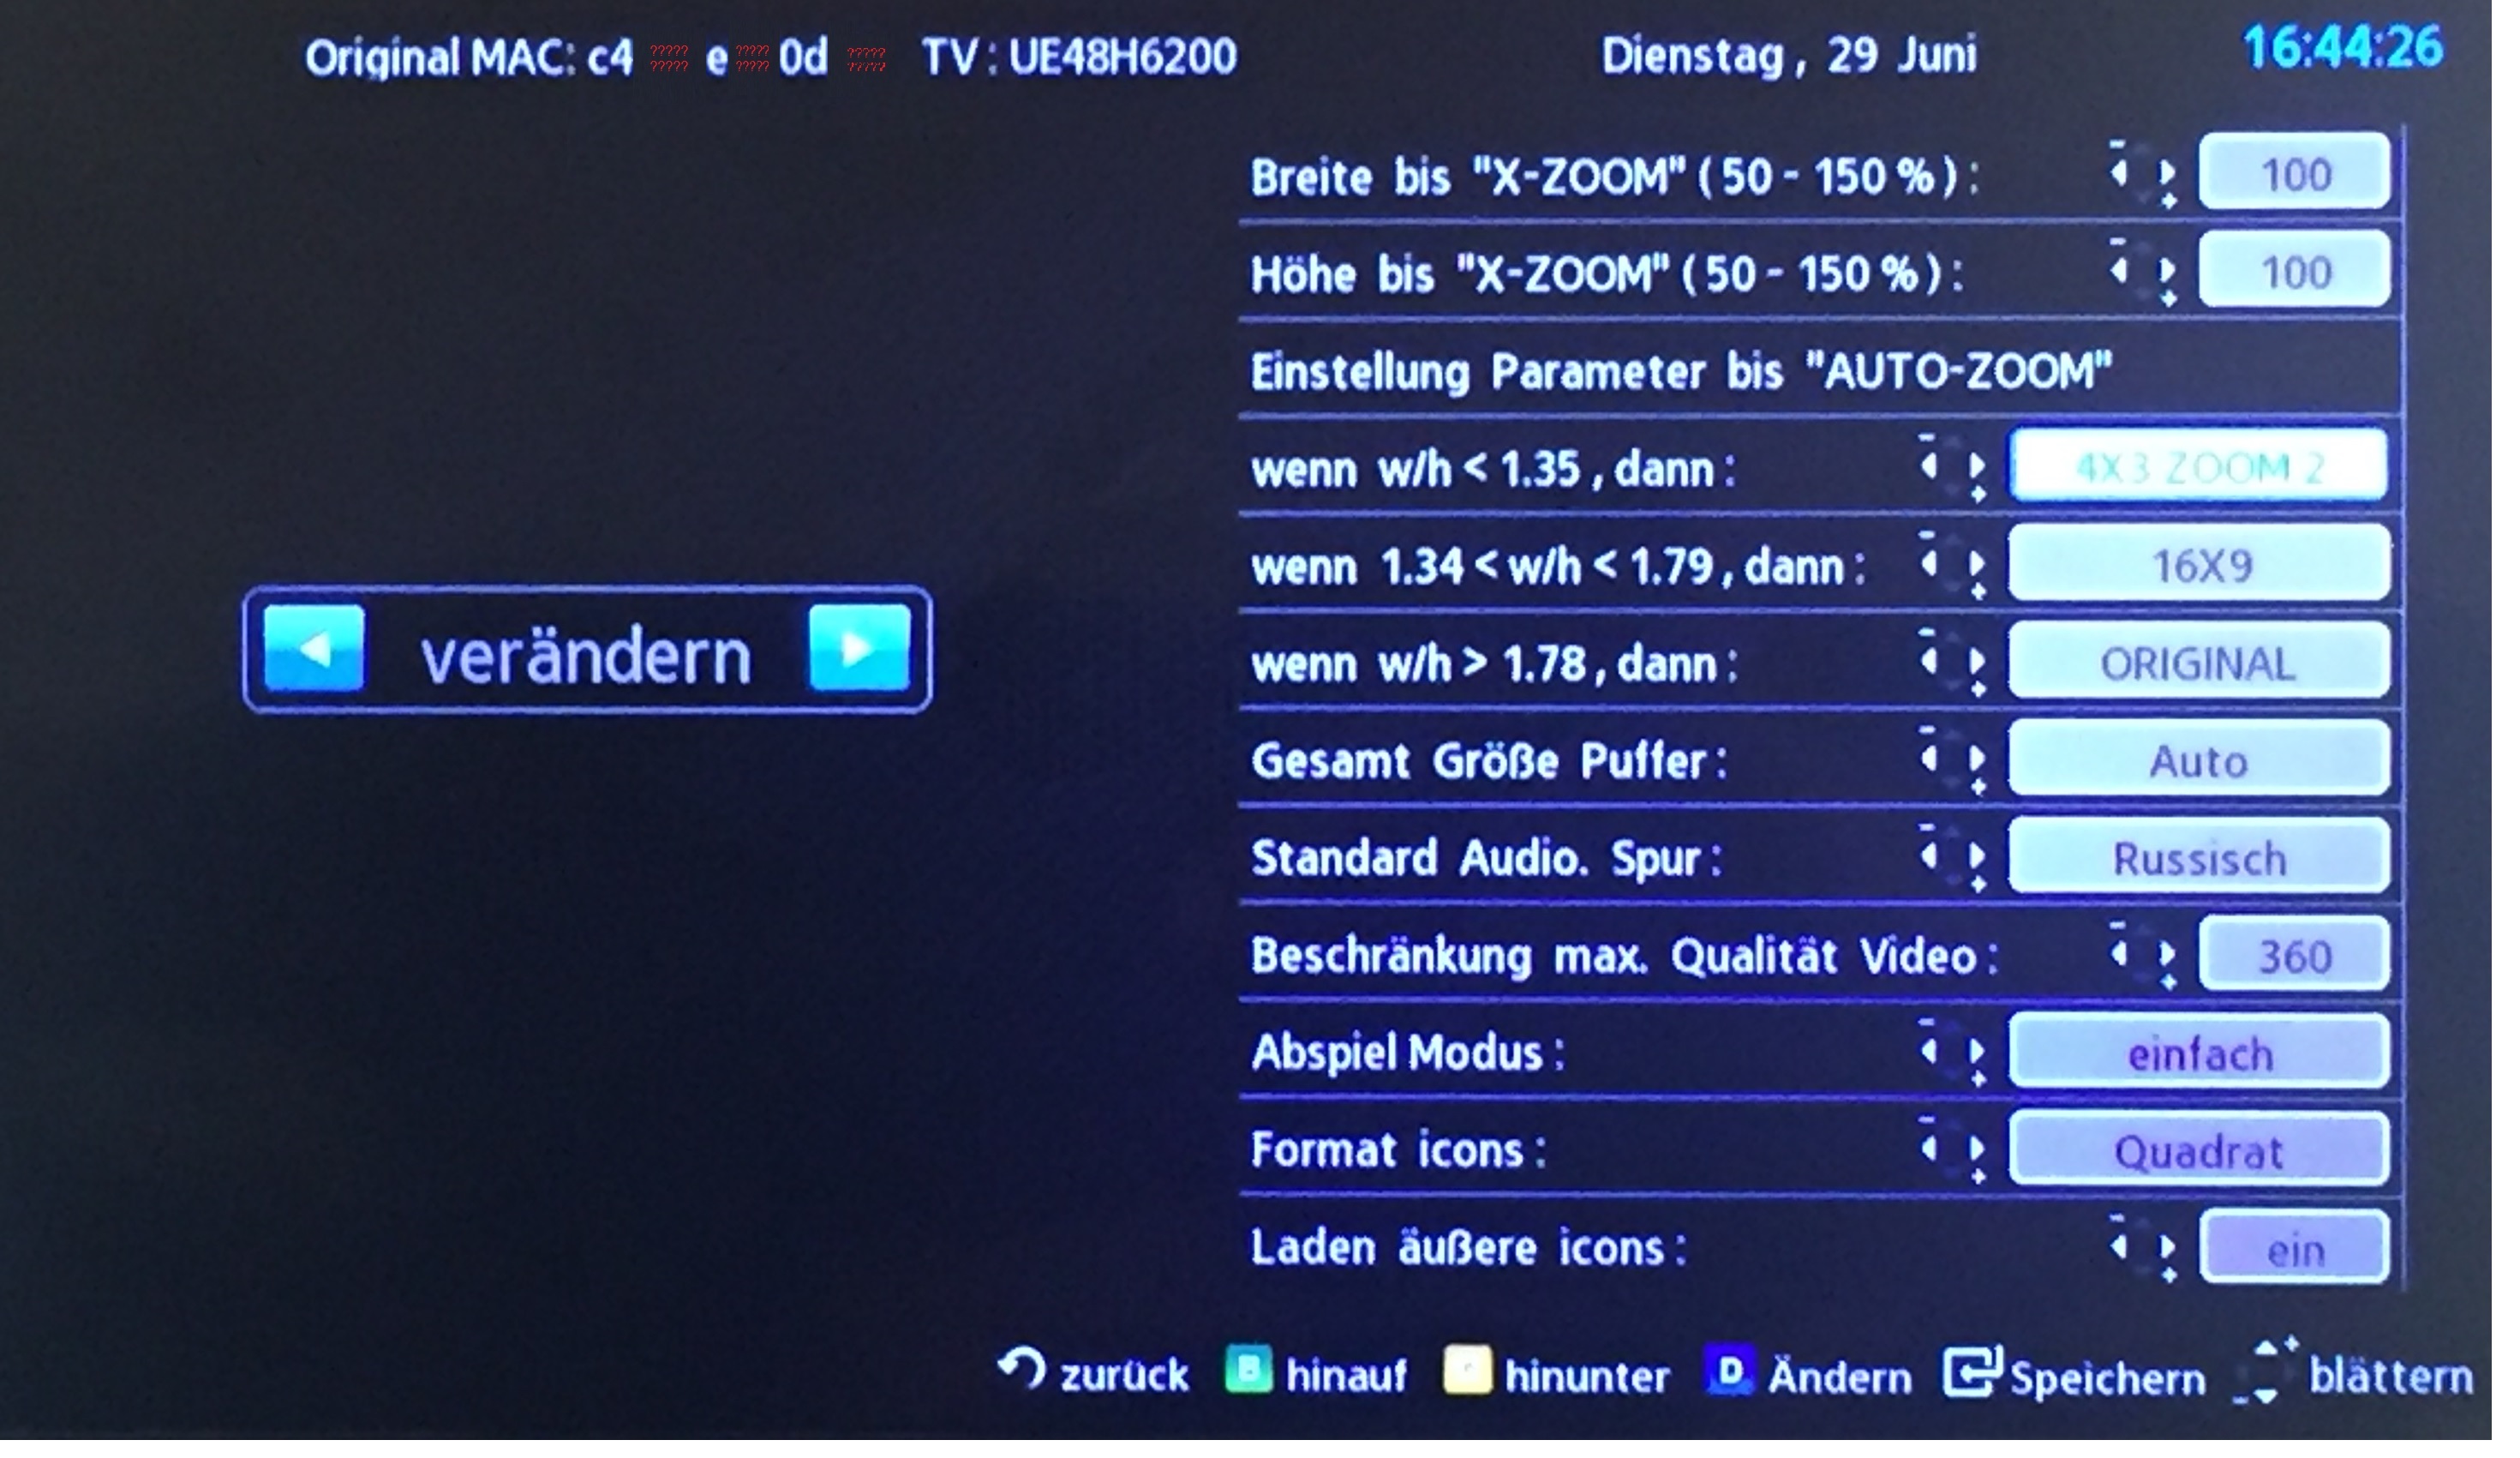 Original MAC: c4 ????? ????? e ????? ????? 0d ????? ????? TV: UE48H6200 Dienstag, 29 Juni 16:44:26
Breite bis "X-ZOOM" (50 - 150 %): 100
Höhe bis "X-ZOOM" (50 - 150 %): 100
Einstellung Parameter bis "AUTO-ZOOM"
wenn w/h < 1.35, dann: 4X3 ZOOM 2
wenn 1.34 < w/h < 1.79, dann: 16X9
verändern
wenn w/h > 1.78, dann: ORIGINAL
Gesamt Größe Puffer: Auto
Standard Audio. Spur: Russisch
Beschränkung max. Qualität Video: 360
Abspiel Modus: einfach
Format icons: Quadrat
Laden äußere icons: ein
zurück B hinauf hinunter D Ändern Speichern blättern